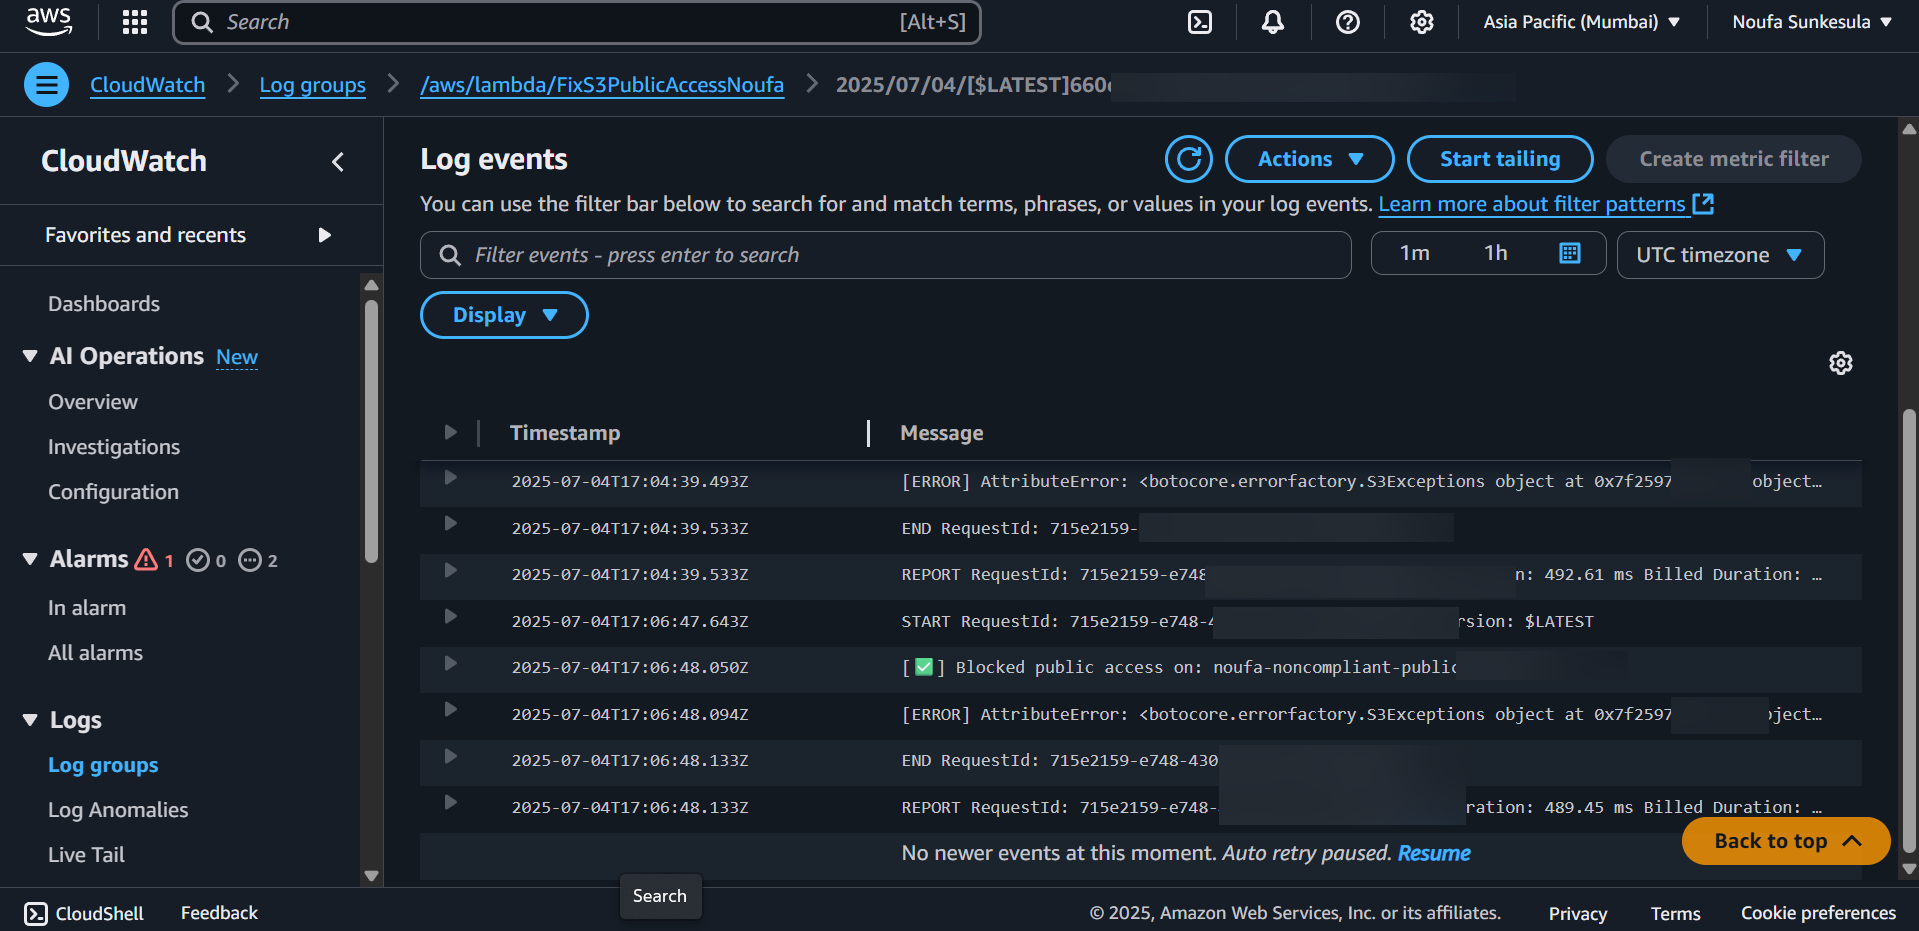 aws
Search [Alt+S]
Asia Pacific (Mumbai) Noufa Sunkesula
CloudWatch Log groups /aws/lambda/FixS3PublicAccessNoufa 2025/07/04/[$LATEST]660
CloudWatch
Favorites and recents
Dashboards
AI Operations New
Overview
Investigations
Configuration
Alarms 1 0 2
In alarm
All alarms
Logs
Log groups
Log Anomalies
Live Tail
Log events
Actions Start tailing Create metric filter
You can use the filter bar below to search for and match terms, phrases, or values in your log events. Learn more about filter patterns
Filter events - press enter to search 1m 1h UTC timezone
Display
Timestamp Message
2025-07-04T17:04:39.493Z [ERROR] AttributeError: <botocore.errorfactory.S3Exceptions object at 0x7f2597 object…
2025-07-04T17:04:39.533Z END RequestId: 715e2159-
2025-07-04T17:04:39.533Z REPORT RequestId: 715e2159-e748 n: 492.61 ms Billed Duration: …
2025-07-04T17:06:47.643Z START RequestId: 715e2159-e748-4 rsion: $LATEST
2025-07-04T17:06:48.050Z [✅] Blocked public access on: noufa-noncompliant-public
2025-07-04T17:06:48.094Z [ERROR] AttributeError: <botocore.errorfactory.S3Exceptions object at 0x7f2597 bject…
2025-07-04T17:06:48.133Z END RequestId: 715e2159-e748-430
2025-07-04T17:06:48.133Z REPORT RequestId: 715e2159-e748- ration: 489.45 ms Billed Duration: …
No newer events at this moment. Auto retry paused. Resume
Back to top
Search
CloudShell Feedback © 2025, Amazon Web Services, Inc. or its affiliates. Privacy Terms Cookie preferences